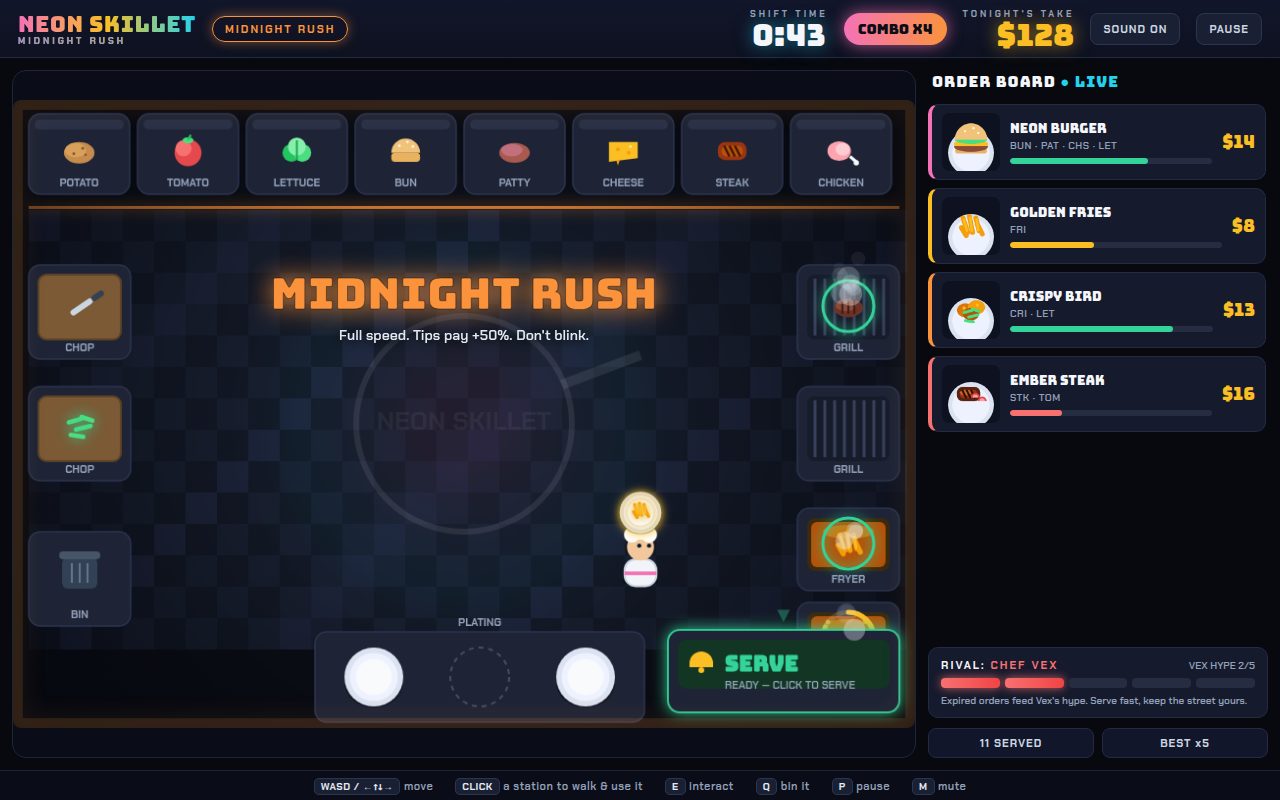 NEON SKILLET
MIDNIGHT RUSH
MIDNIGHT RUSH
SHIFT TIME
0:43
COMBO X4
TONIGHT'S TAKE
$128
SOUND ON
PAUSE
POTATO
TOMATO
LETTUCE
BUN
PATTY
CHEESE
STEAK
CHICKEN
MIDNIGHT RUSH
Full speed. Tips pay +50%. Don't blink.
NEON SKILLET
CHOP
CHOP
BIN
GRILL
GRILL
FRYER
PLATING
SERVE
READY — CLICK TO SERVE
ORDER BOARD • LIVE
NEON BURGER
BUN · PAT · CHS · LET
$14
GOLDEN FRIES
FRI
$8
CRISPY BIRD
CRI · LET
$13
EMBER STEAK
STK · TOM
$16
RIVAL: CHEF VEX
VEX HYPE 2/5
Expired orders feed Vex's hype. Serve fast, keep the street yours.
11 SERVED
BEST x5
WASD / ←↑↓→ move
CLICK a station to walk & use it
E interact
Q bin it
P pause
M mute